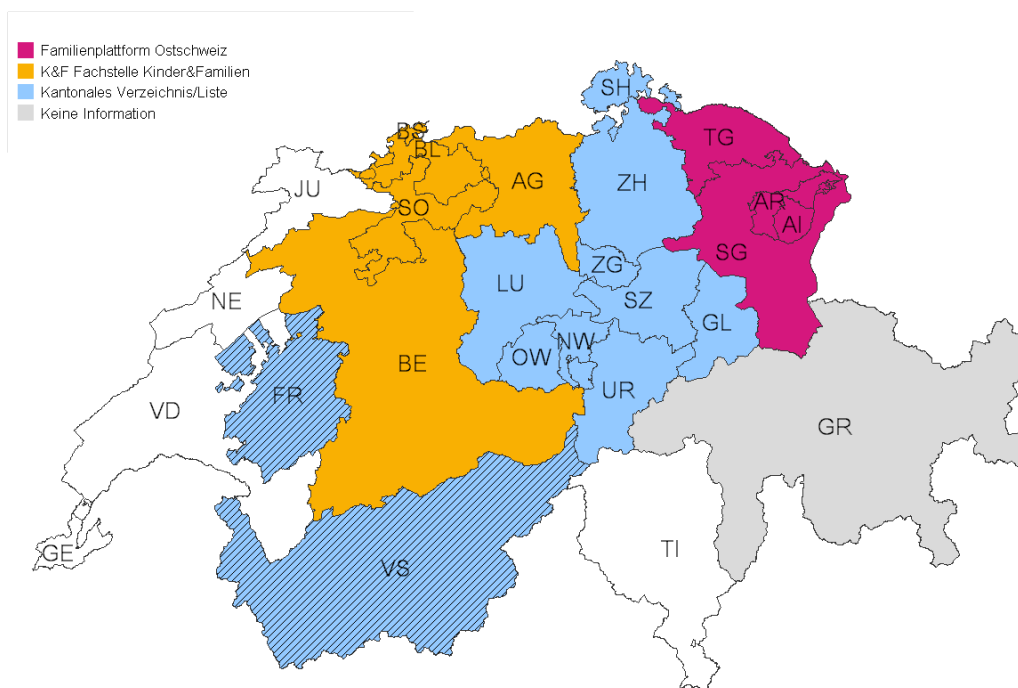 Familienplattform Ostschweiz
K&F Fachstelle Kinder&Familien
Kantonales Verzeichnis/Liste
Keine Information
SH
BS
BL
TG
JU
AG
ZH
SO
AR
AI
SG
ZG
LU
SZ
NE
GL
NW
OW
BE
UR
FR
VD
GR
GE
TI
VS